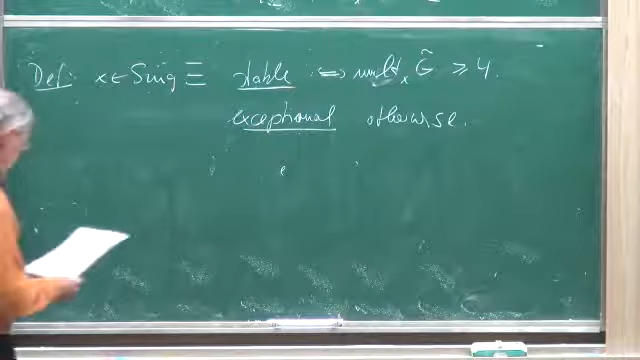 Def: x ∈ Sing Ξ stable ⇔ mult_x G̃ ≥ 4.
exceptional otherwise.